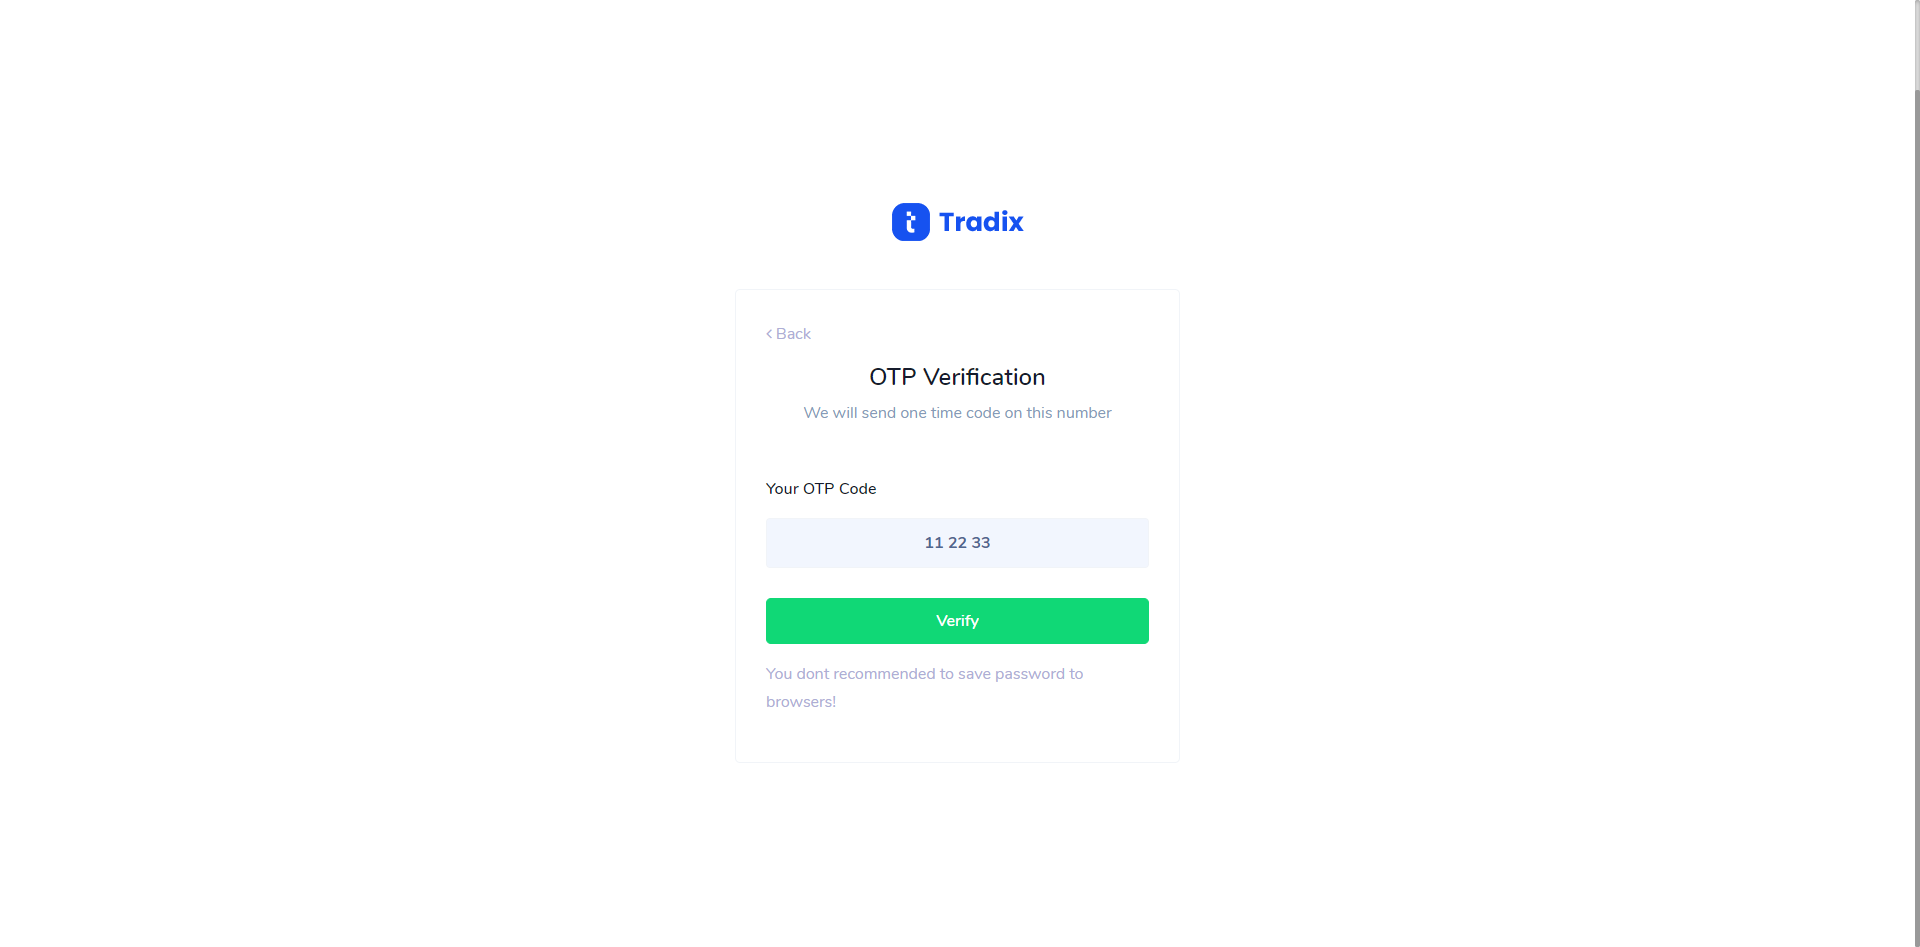 Tradix
Back
OTP Verification
We will send one time code on this number
Your OTP Code
11 22 33
Verify
You dont recommended to save password to
browsers!